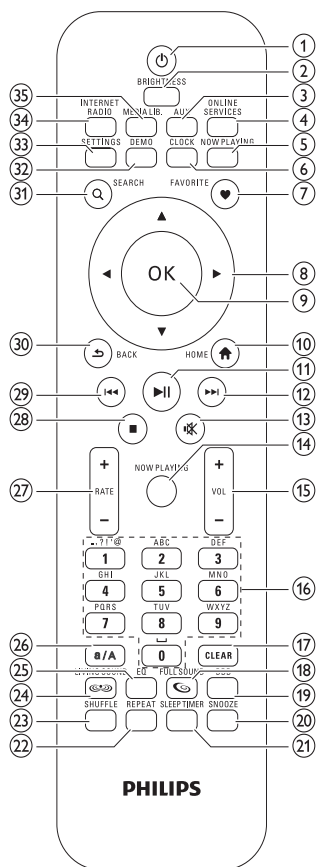 1
BRIGHTNESS
2
35
3
INTERNET RADIO
MEDIA LIB.
AUX
ONLINE SERVICES
34
4
33
5
SETTINGS
DEMO
CLOCK
NOW PLAYING
32
6
31
SEARCH
FAVORITE
7
OK
8
9
30
BACK
HOME
10
11
29
12
28
13
14
NOW PLAYING
+
+
27
RATE
VOL
15
−
−
.,?!'@
ABC
DEF
1
2
3
GHI
JKL
MNO
4
5
6
16
PQRS
TUV
WXYZ
7
8
9
26
a/A
0
CLEAR
17
25
EQ
FULL SOUND
18
24
LIVING SOUND
19
23
SHUFFLE
REPEAT
SLEEP TIMER
SNOOZE
20
22
21
PHILIPS